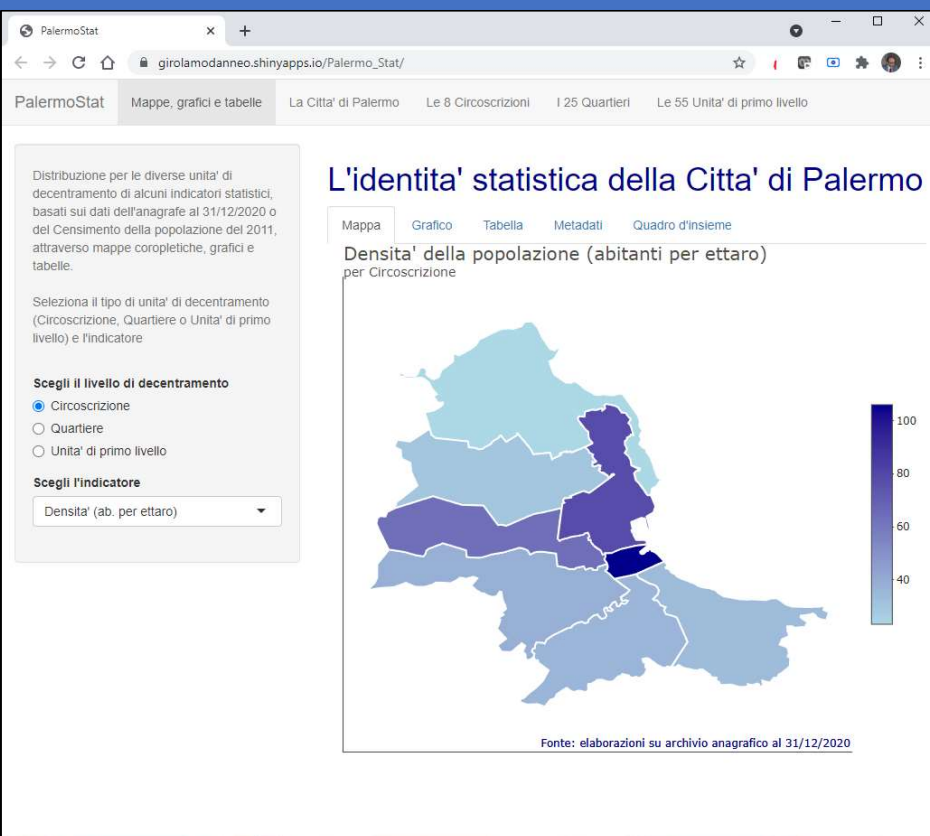 PalermoStat
girolamodanneo.shinyapps.io/Palermo_Stat/
PalermoStat Mappe, grafici e tabelle La Citta' di Palermo Le 8 Circoscrizioni I 25 Quartieri Le 55 Unita' di primo livello
Distribuzione per le diverse unita' di
decentramento di alcuni indicatori statistici,
basati sui dati dell'anagrafe al 31/12/2020 o
del Censimento della popolazione del 2011,
attraverso mappe coropletiche, grafici e
tabelle.
Seleziona il tipo di unita' di decentramento
(Circoscrizione, Quartiere o Unita' di primo
livello) e l'indicatore
Scegli il livello di decentramento
Circoscrizione
Quartiere
Unita' di primo livello
Scegli l'indicatore
Densita' (ab. per ettaro)
L'identita' statistica della Citta' di Palermo
Mappa Grafico Tabella Metadati Quadro d'insieme
Densita' della popolazione (abitanti per ettaro)
per Circoscrizione
100
80
60
40
Fonte: elaborazioni su archivio anagrafico al 31/12/2020